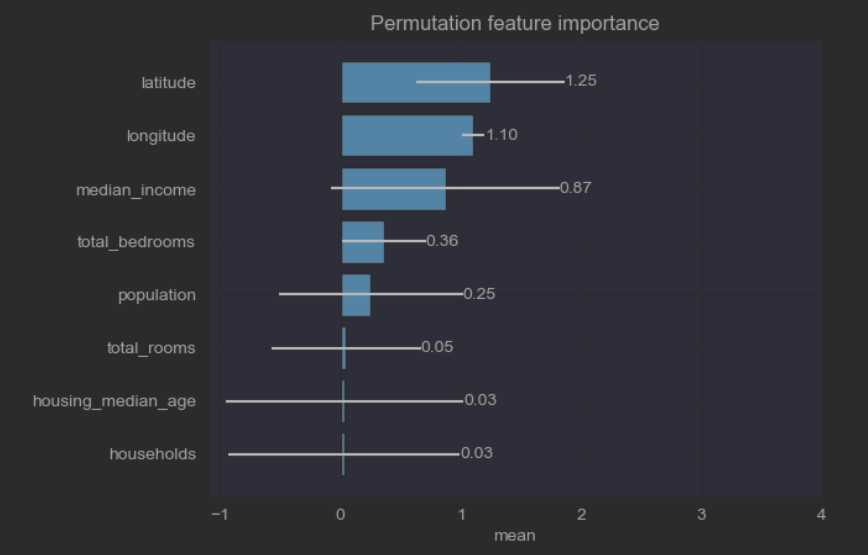 Permutation feature importance
latitude 1.25
longitude 1.10
median_income 0.87
total_bedrooms 0.36
population 0.25
total_rooms 0.05
housing_median_age 0.03
households 0.03
−1 0 1 2 3 4
mean